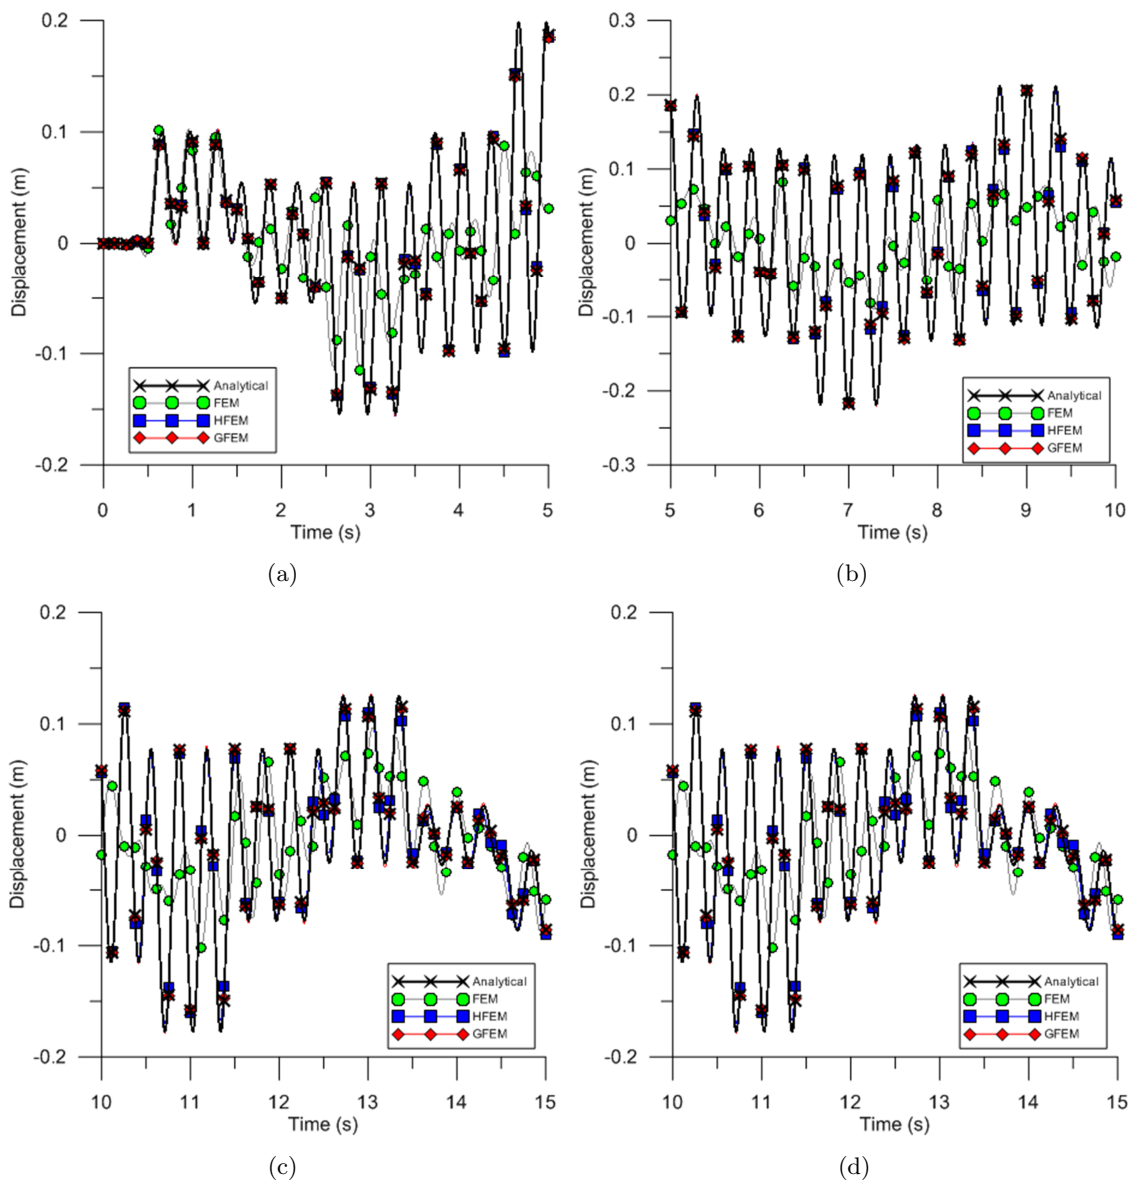 0.2
0.1
0
-0.1
-0.2
Displacement (m)
Analytical
FEM
HFEM
GFEM
0 1 2 3 4 5
Time (s)
(a)
0.3
0.2
0.1
0
-0.1
-0.2
-0.3
Displacement (m)
Analytical
FEM
HFEM
GFEM
5 6 7 8 9 10
Time (s)
(b)
0.2
0.1
0
-0.1
-0.2
Displacement (m)
Analytical
FEM
HFEM
GFEM
10 11 12 13 14 15
Time (s)
(c)
0.2
0.1
0
-0.1
-0.2
Displacement (m)
Analytical
FEM
HFEM
GFEM
10 11 12 13 14 15
Time (s)
(d)